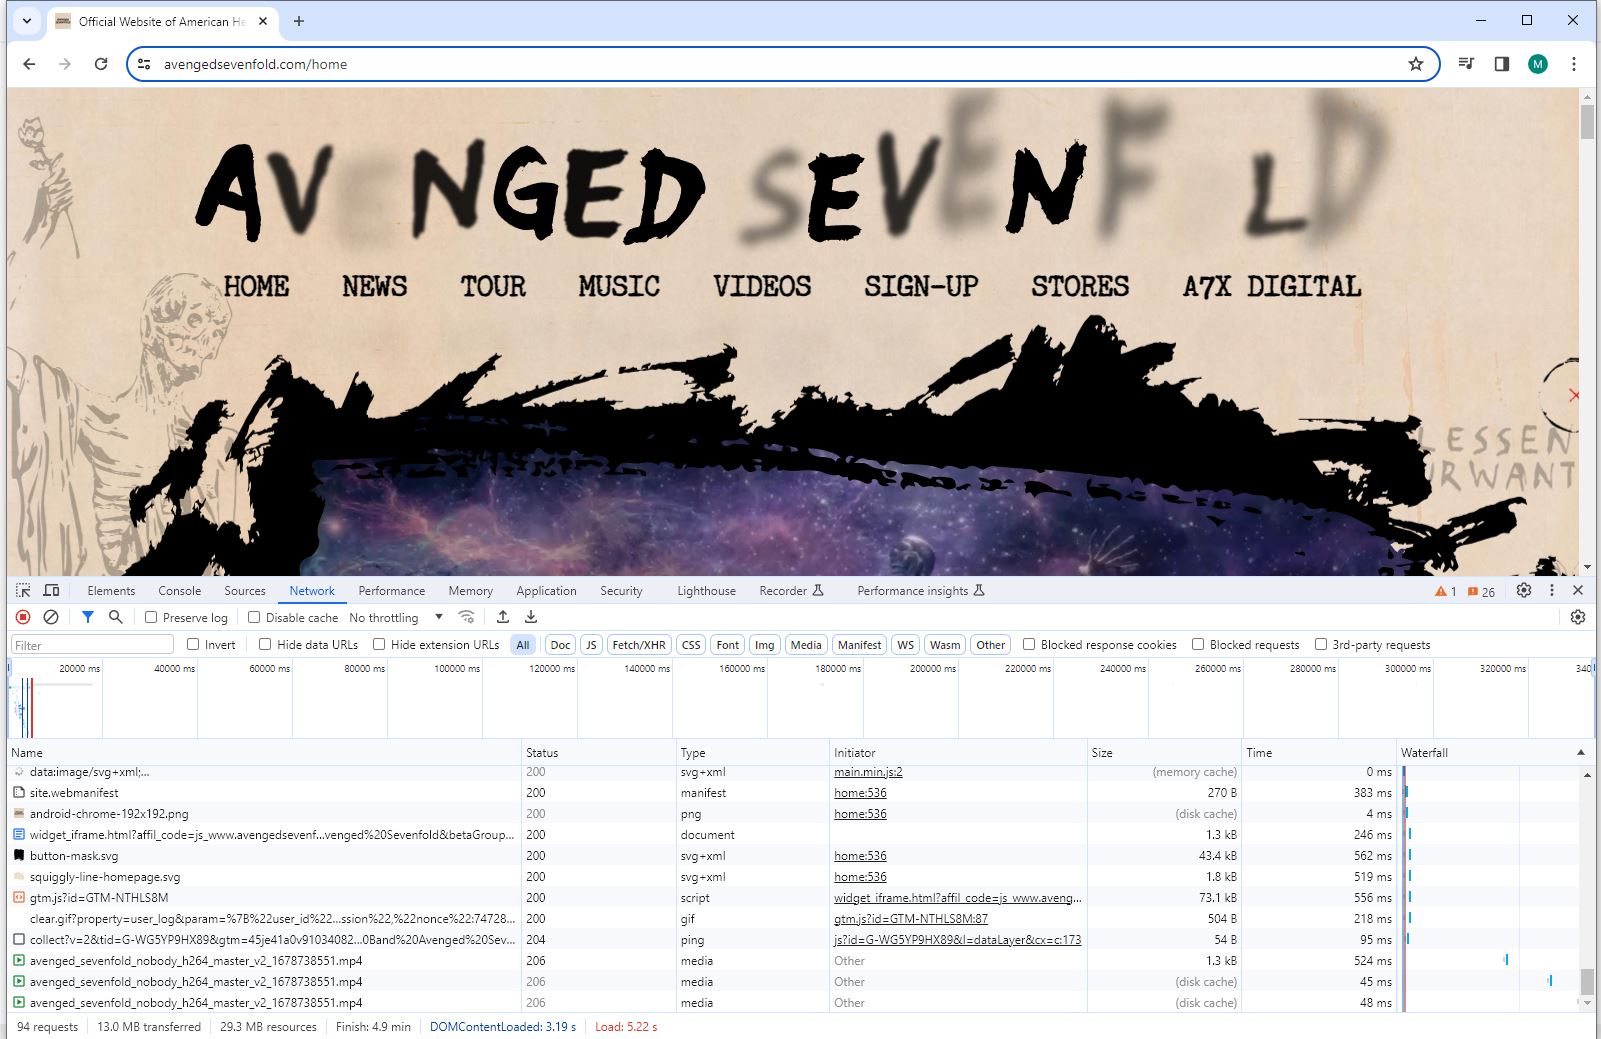 Official Website of American He
avengedsevenfold.com/home
M
AVENGED SEVENF LD
HOME NEWS TOUR MUSIC VIDEOS SIGN-UP STORES A7X DIGITAL
LESSEN
URWANT
Elements Console Sources Network Performance Memory Application Security Lighthouse Recorder Performance insights 1 26
Preserve log Disable cache No throttling
Filter Invert Hide data URLs Hide extension URLs All Doc JS Fetch/XHR CSS Font Img Media Manifest WS Wasm Other Blocked response cookies Blocked requests 3rd-party requests
20000 ms 40000 ms 60000 ms 80000 ms 100000 ms 120000 ms 140000 ms 160000 ms 180000 ms 200000 ms 220000 ms 240000 ms 260000 ms 280000 ms 300000 ms 320000 ms 340
Name Status Type Initiator Size Time Waterfall
data:image/svg+xml;... 200 svg+xml main.min.js:2 (memory cache) 0 ms
site.webmanifest 200 manifest home:536 270 B 383 ms
android-chrome-192x192.png 200 png home:536 (disk cache) 4 ms
widget_iframe.html?affil_code=js_www.avengedsevenf...venged%20Sevenfold&betaGroup... 200 document 1.3 kB 246 ms
button-mask.svg 200 svg+xml home:536 43.4 kB 562 ms
squiggly-line-homepage.svg 200 svg+xml home:536 1.8 kB 519 ms
gtm.js?id=GTM-NTHLS8M 200 script widget_iframe.html?affil_code=js_www.aveng... 73.1 kB 556 ms
clear.gif?property=user_log&param=%7B%22user_id%22...ssion%22,%22nonce%22:74728... 200 gif gtm.js?id=GTM-NTHLS8M:87 504 B 218 ms
collect?v=2&tid=G-WG5YP9HX89&gtm=45je41a0v91034082...0Band%20Avenged%20Sev... 204 ping js?id=G-WG5YP9HX89&l=dataLayer&cx=c:173 54 B 95 ms
avenged_sevenfold_nobody_h264_master_v2_1678738551.mp4 206 media Other 1.3 kB 524 ms
avenged_sevenfold_nobody_h264_master_v2_1678738551.mp4 206 media Other (disk cache) 45 ms
avenged_sevenfold_nobody_h264_master_v2_1678738551.mp4 206 media Other (disk cache) 48 ms
94 requests 13.0 MB transferred 29.3 MB resources Finish: 4.9 min DOMContentLoaded: 3.19 s Load: 5.22 s